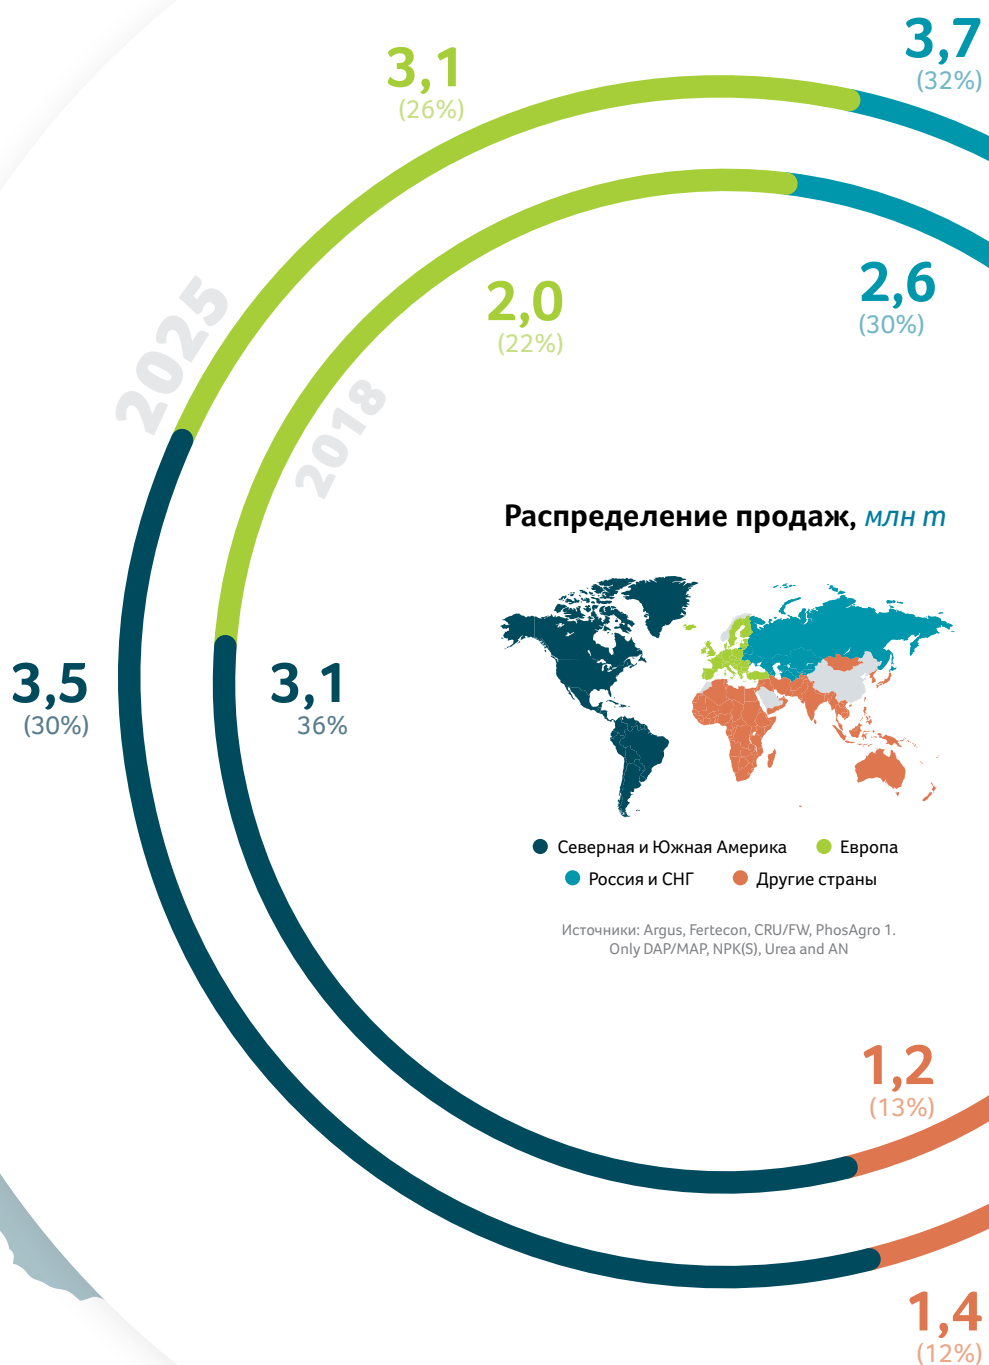 3,7
(32%)
3,1
(26%)
2,6
(30%)
2,0
(22%)
2025
2018
Распределение продаж, млн т
3,5
(30%)
3,1
36%
Северная и Южная Америка
Европа
Россия и СНГ
Другие страны
Источники: Argus, Fertecon, CRU/FW, PhosAgro 1.
Only DAP/MAP, NPK(S), Urea and AN
1,2
(13%)
1,4
(12%)